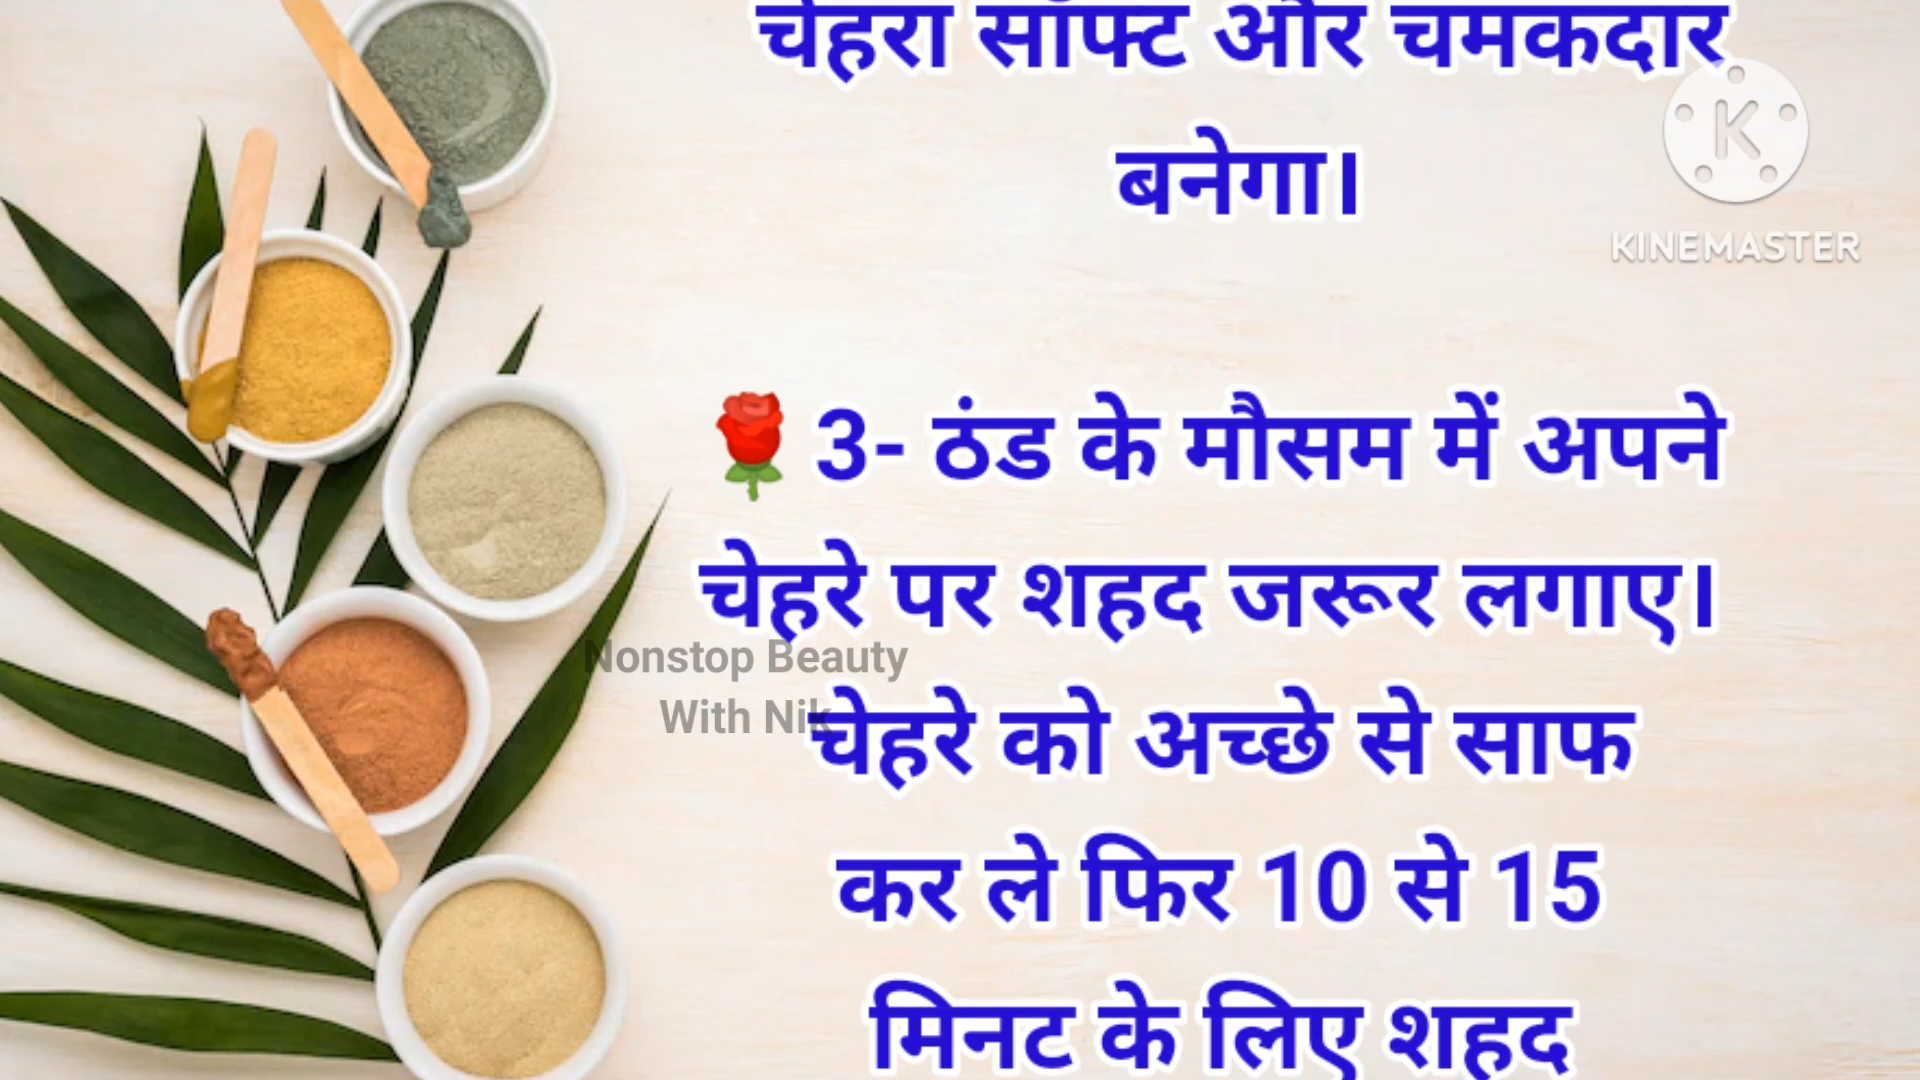 चेहरा सॉफ्ट और चमकदार
बनेगा।
KINEMASTER
🌹3- ठंड के मौसम में अपने
चेहरे पर शहद जरूर लगाए।
Nonstop Beauty
With Nik
चेहरे को अच्छे से साफ
कर ले फिर 10 से 15
मिनट के लिए शहद